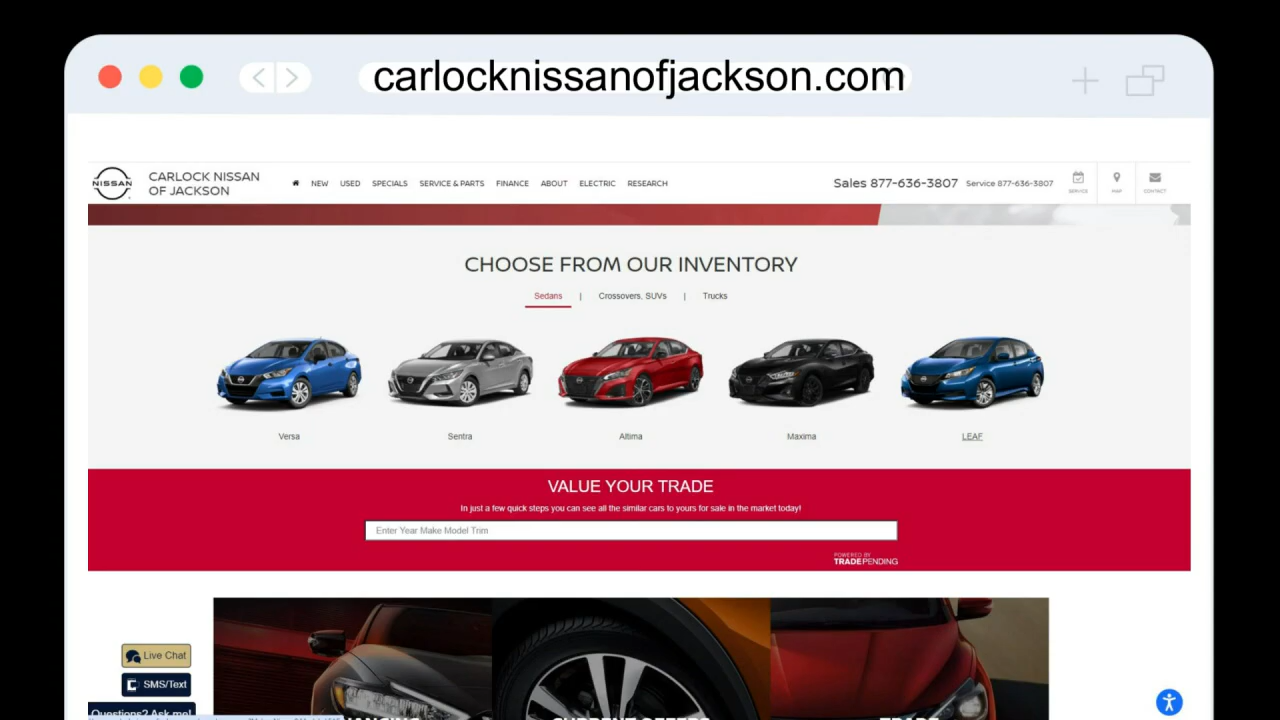 carlocknissanofjackson.com
NISSAN
CARLOCK NISSAN
OF JACKSON
NEW USED SPECIALS SERVICE & PARTS FINANCE ABOUT ELECTRIC RESEARCH
Sales 877-636-3807 Service 877-636-3807
SERVICE MAP CONTACT
CHOOSE FROM OUR INVENTORY
Sedans | Crossovers, SUVs | Trucks
Versa Sentra Altima Maxima LEAF
VALUE YOUR TRADE
In just a few quick steps you can see all the similar cars to yours for sale in the market today!
Enter Year Make Model Trim
POWERED BY
TRADEPENDING
Live Chat
SMS/Text
Questions? Ask me!
CURRENT OFFERS TRADE